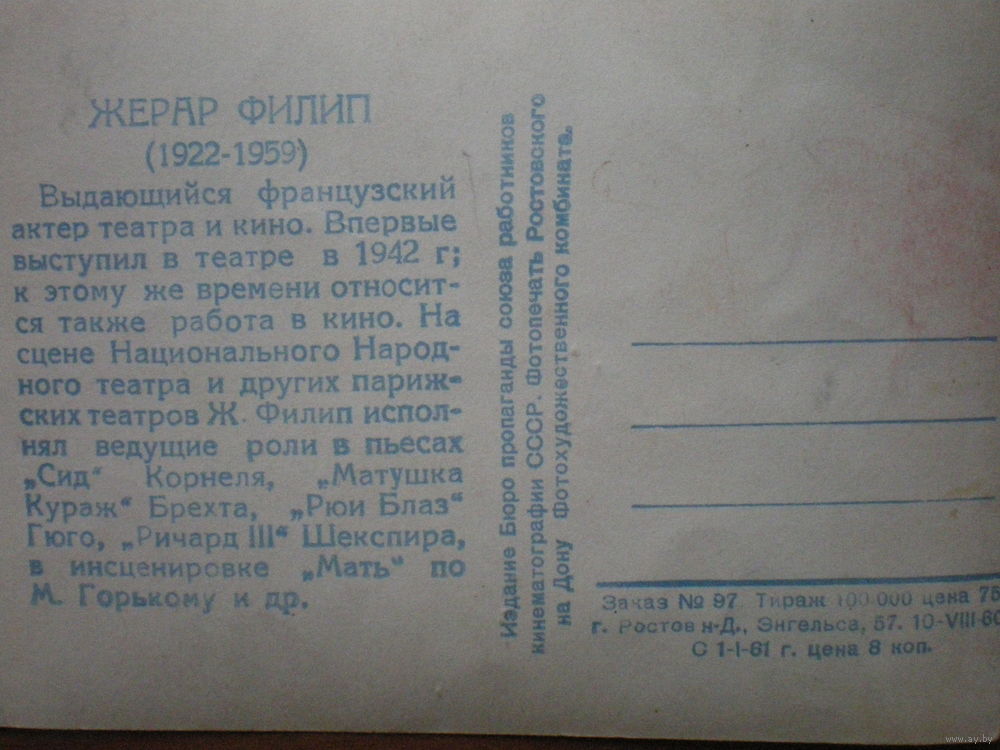 ЖЕРАР ФИЛИП
(1922-1959)
Выдающийся французский
актер театра и кино. Впервые
выступил в театре в 1942 г;
к этому же времени относит-
ся также работа в кино. На
сцене Национального Народ-
ного театра и других париж-
ских театров Ж. Филип испол-
нял ведущие роли в пьесах
„Сид" Корнеля, „Матушка
Кураж" Брехта, „Рюи Блаз"
Гюго, „Ричард III" Шекспира,
в инсценировке „Мать" по
М. Горькому и др.
Издание Бюро пропаганды союза работников
кинематографии СССР. Фотопечать Ростовского
на Дону Фотохудожественного комбината.
Заказ № 97 Тираж 100 000 цена 75
г. Ростов н-Д., Энгельса, 57. 10-VIII-60
С 1-I-61 г. цена 8 коп.
www.ay.by